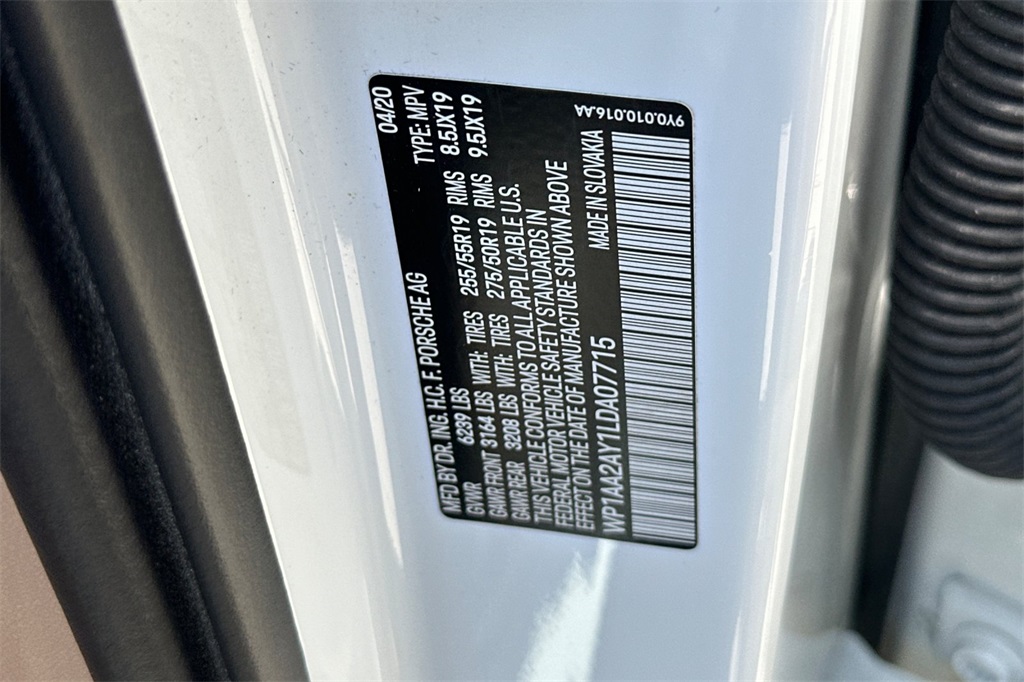 MFD BY DR. ING. H.C. F. PORSCHE AG 04/20
GVWR 6239 LBS TYPE: MPV
GAWR FRONT 3164 LBS WITH: TIRES 255/55R19 RIMS 8.5JX19
GAWR REAR 3208 LBS WITH: TIRES 275/50R19 RIMS 9.5JX19
THIS VEHICLE CONFORMS TO ALL APPLICABLE U.S.
FEDERAL MOTOR VEHICLE SAFETY STANDARDS IN
EFFECT ON THE DATE OF MANUFACTURE SHOWN ABOVE
9Y0.010.016.AA
WP1AA2AY1LDA07715 MADE IN SLOVAKIA